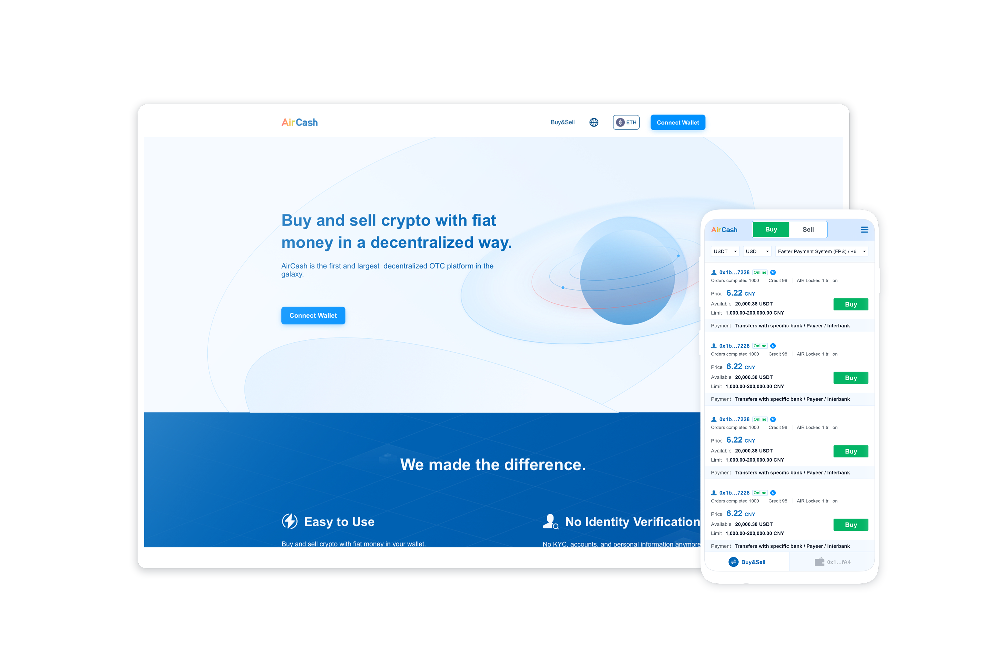 AirCash
Buy&Sell
ETH
Connect Wallet
Buy and sell crypto with fiat
money in a decentralized way.
AirCash is the first and largest  decentralized OTC platform in the
galaxy.
Connect Wallet
We made the difference.
Easy to Use
Buy and sell crypto with fiat money in your wallet.
No Identity Verification
No KYC, accounts, and personal information anymore
AirCash
Buy
Sell
USDT
USD
Faster Payment System (FPS) / +6
0x1b...7228 Online V
Orders completed 1000 | Credit 98 | AIR Locked 1 trillion
Price 6.22 CNY
Available 20,000.38 USDT
Buy
Limit 1,000.00-200,000.00 CNY
Payment Transfers with specific bank / Payeer / Interbank
0x1b...7228 Online V
Orders completed 1000 | Credit 98 | AIR Locked 1 trillion
Price 6.22 CNY
Available 20,000.38 USDT
Buy
Limit 1,000.00-200,000.00 CNY
Payment Transfers with specific bank / Payeer / Interbank
0x1b...7228 Online V
Orders completed 1000 | Credit 98 | AIR Locked 1 trillion
Price 6.22 CNY
Available 20,000.38 USDT
Buy
Limit 1,000.00-200,000.00 CNY
Payment Transfers with specific bank / Payeer / Interbank
0x1b...7228 Online V
Orders completed 1000 | Credit 98 | AIR Locked 1 trillion
Price 6.22 CNY
Available 20,000.38 USDT
Buy
Limit 1,000.00-200,000.00 CNY
Payment Transfers with specific bank / Payeer / Interbank
Buy&Sell
0x1...fA4